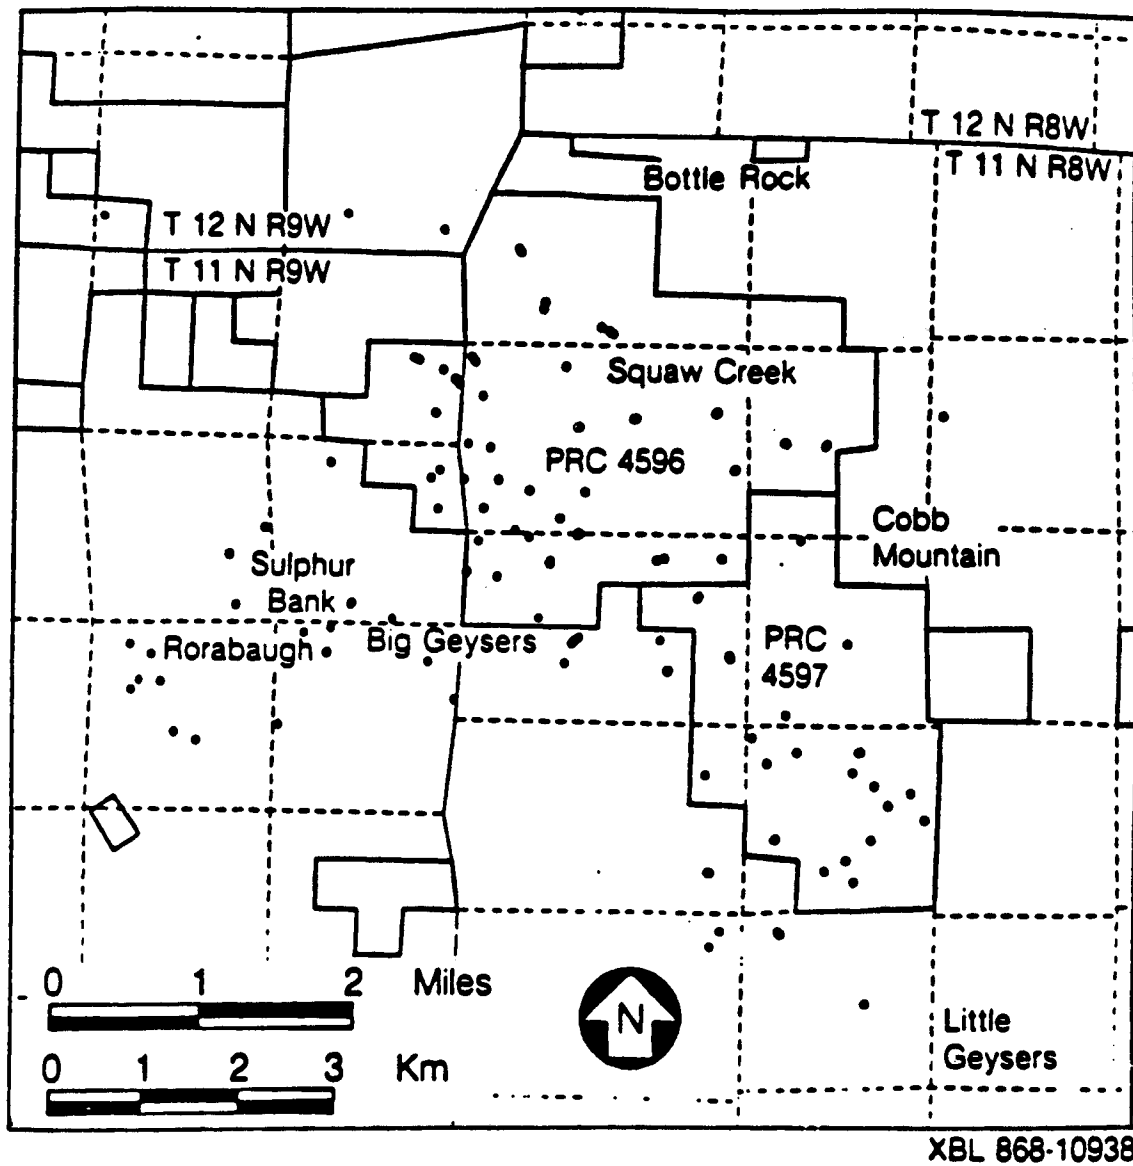 T 12 N R8W
T 11 N R8W
Bottle Rock
T 12 N R9W
T 11 N R9W
Squaw Creek
PRC 4596
Cobb
Mountain
Sulphur
Bank
Rorabaugh
Big Geysers
PRC
4597
0 1 2 Miles
N
0 1 2 3 Km
Little
Geysers
XBL 868-10938